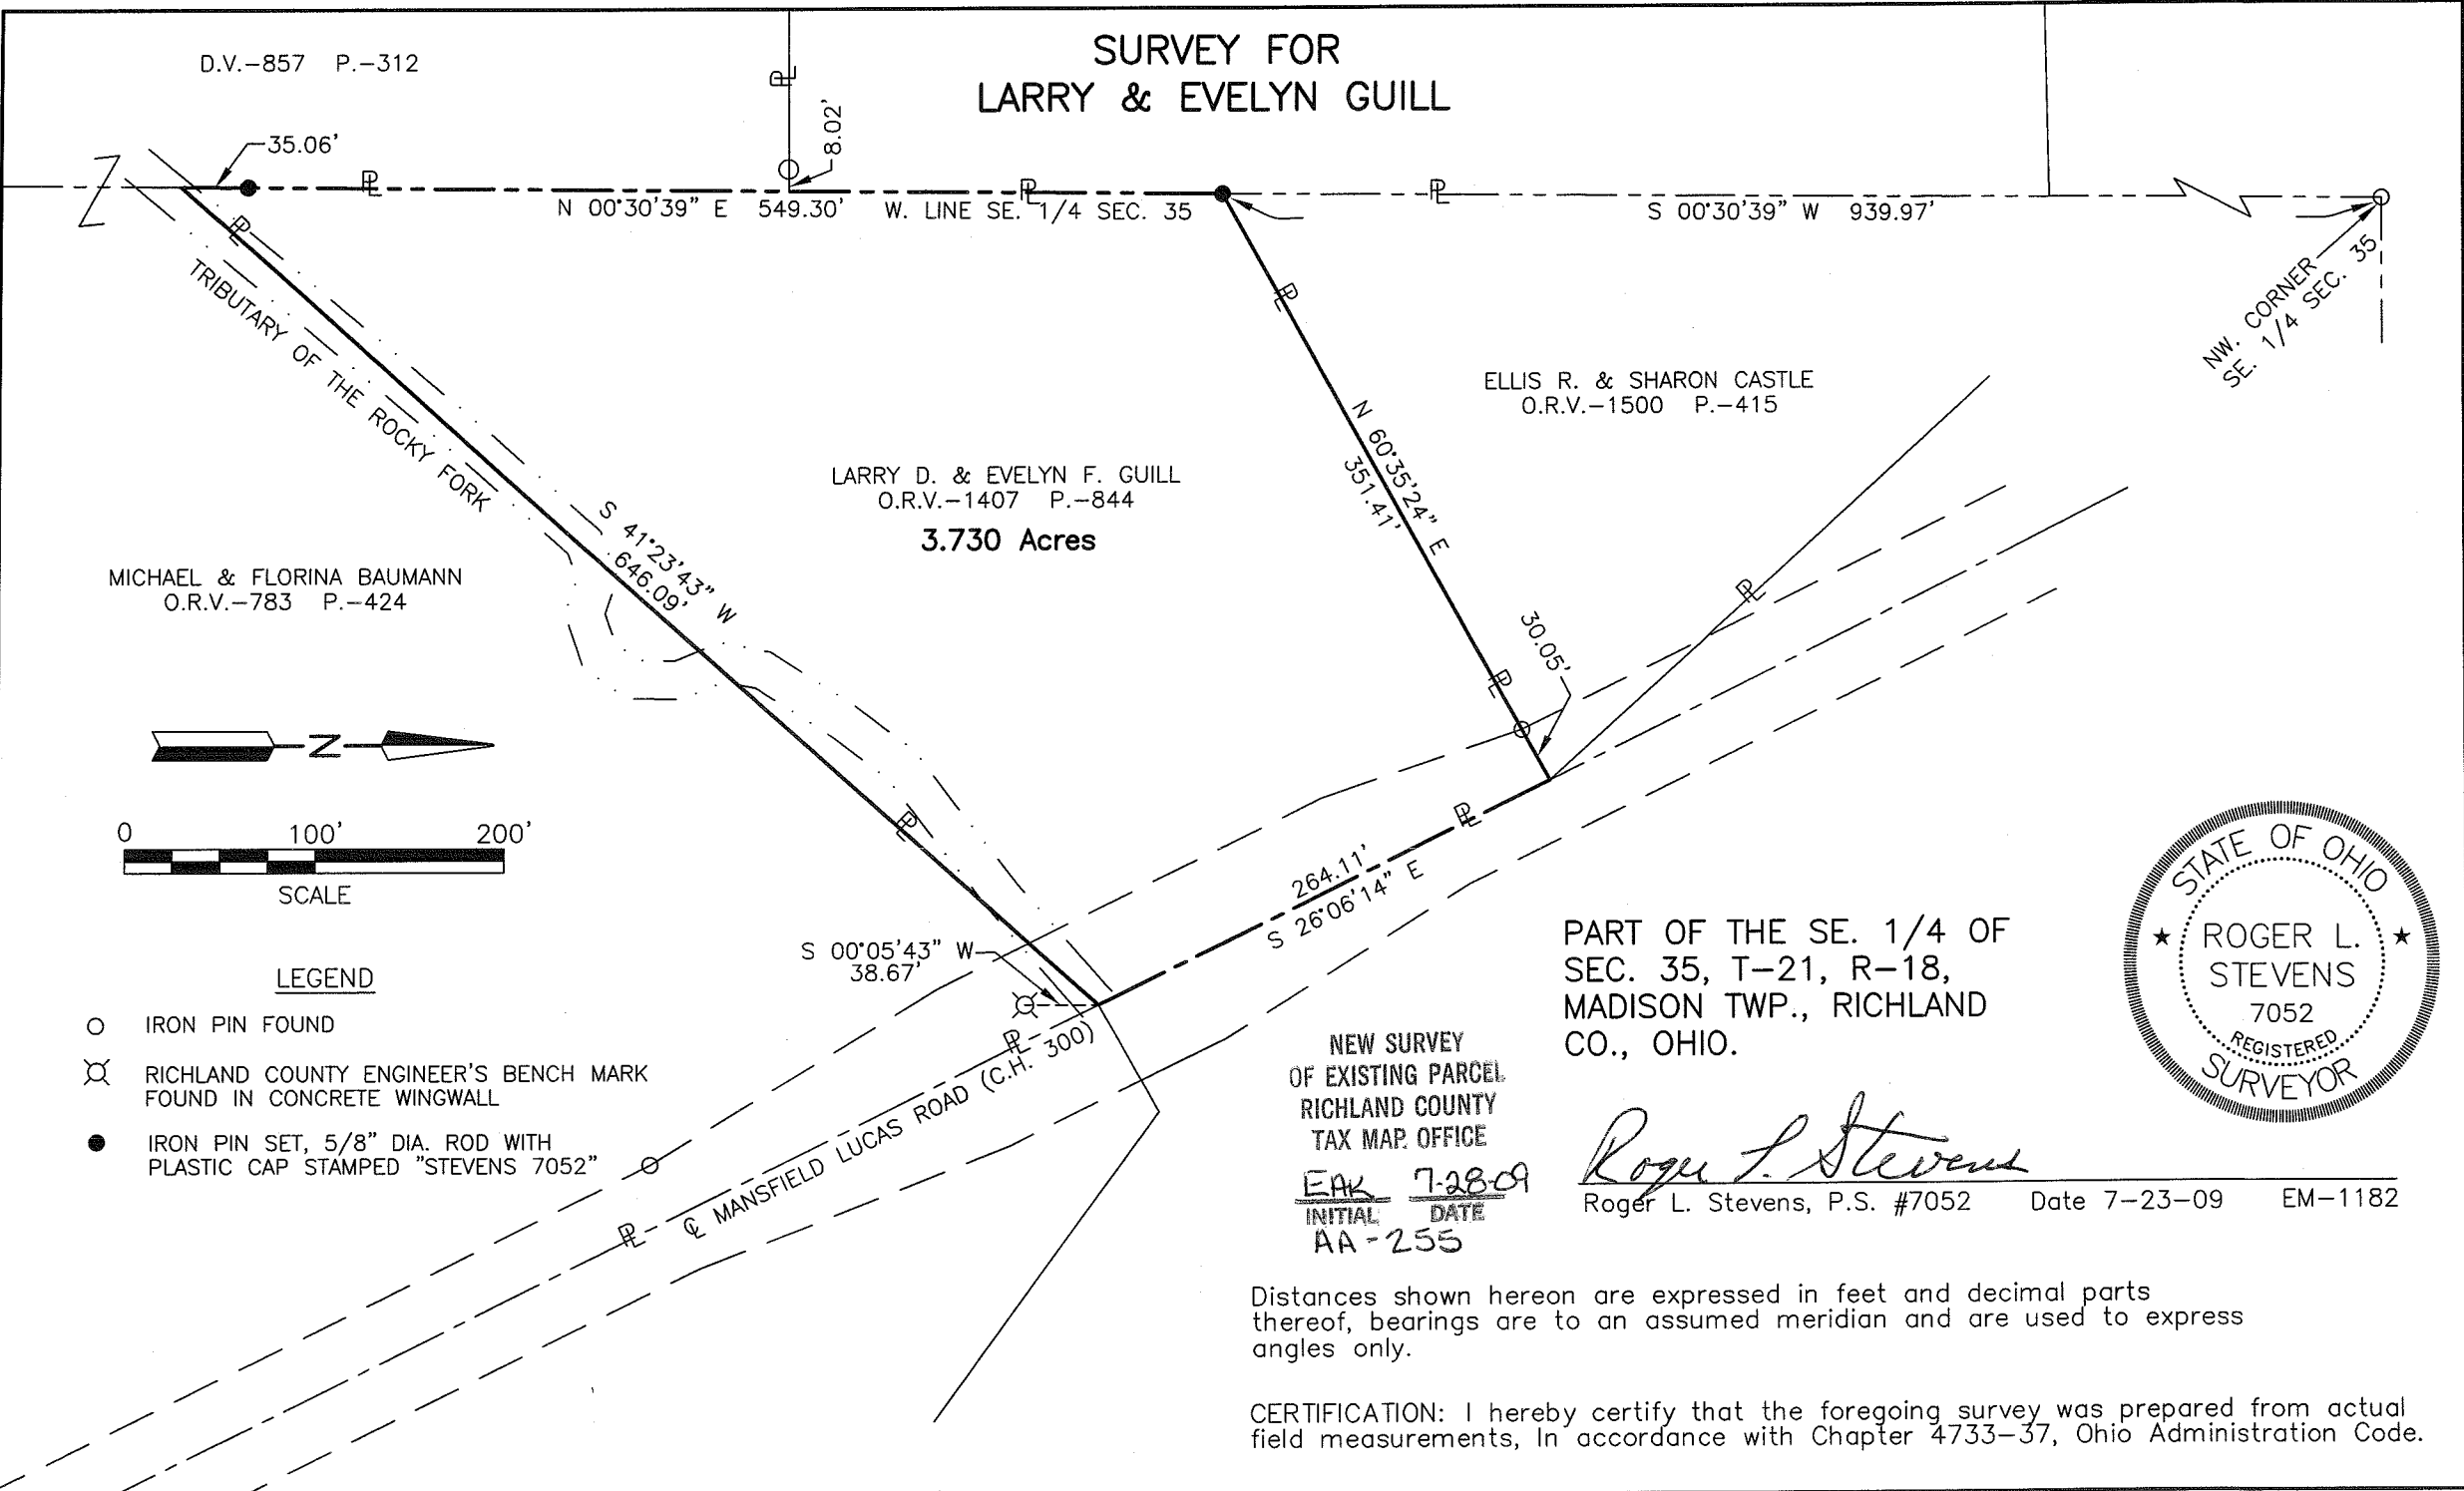 SURVEY FOR
LARRY & EVELYN GUILL
D.V.-857 P.-312
35.06'
8.02'
N 00°30'39" E 549.30' W. LINE SE. 1/4 SEC. 35
S 00°30'39" W 939.97'
NW. CORNER
SE. 1/4 SEC. 35
TRIBUTARY OF THE ROCKY FORK
ELLIS R. & SHARON CASTLE
O.R.V.-1500 P.-415
N 60°35'24" E
351.41'
LARRY D. & EVELYN F. GUILL
O.R.V.-1407 P.-844
3.730 Acres
S 41°23'43" W
646.09'
MICHAEL & FLORINA BAUMANN
O.R.V.-783 P.-424
30.05'
N
0 100' 200'
SCALE
264.11'
S 26°06'14" E
S 00°05'43" W
38.67'
LEGEND
IRON PIN FOUND
RICHLAND COUNTY ENGINEER'S BENCH MARK
FOUND IN CONCRETE WINGWALL
IRON PIN SET, 5/8" DIA. ROD WITH
PLASTIC CAP STAMPED "STEVENS 7052"
℄ MANSFIELD LUCAS ROAD (C.H. 300)
PART OF THE SE. 1/4 OF
SEC. 35, T-21, R-18,
MADISON TWP., RICHLAND
CO., OHIO.
STATE OF OHIO
ROGER L.
STEVENS
7052
REGISTERED
SURVEYOR
NEW SURVEY
OF EXISTING PARCEL
RICHLAND COUNTY
TAX MAP. OFFICE
EAK 7-28-09
INITIAL DATE
AA-255
Roger L. Stevens
Roger L. Stevens, P.S. #7052 Date 7-23-09 EM-1182
Distances shown hereon are expressed in feet and decimal parts
thereof, bearings are to an assumed meridian and are used to express
angles only.
CERTIFICATION: I hereby certify that the foregoing survey was prepared from actual
field measurements, In accordance with Chapter 4733-37, Ohio Administration Code.